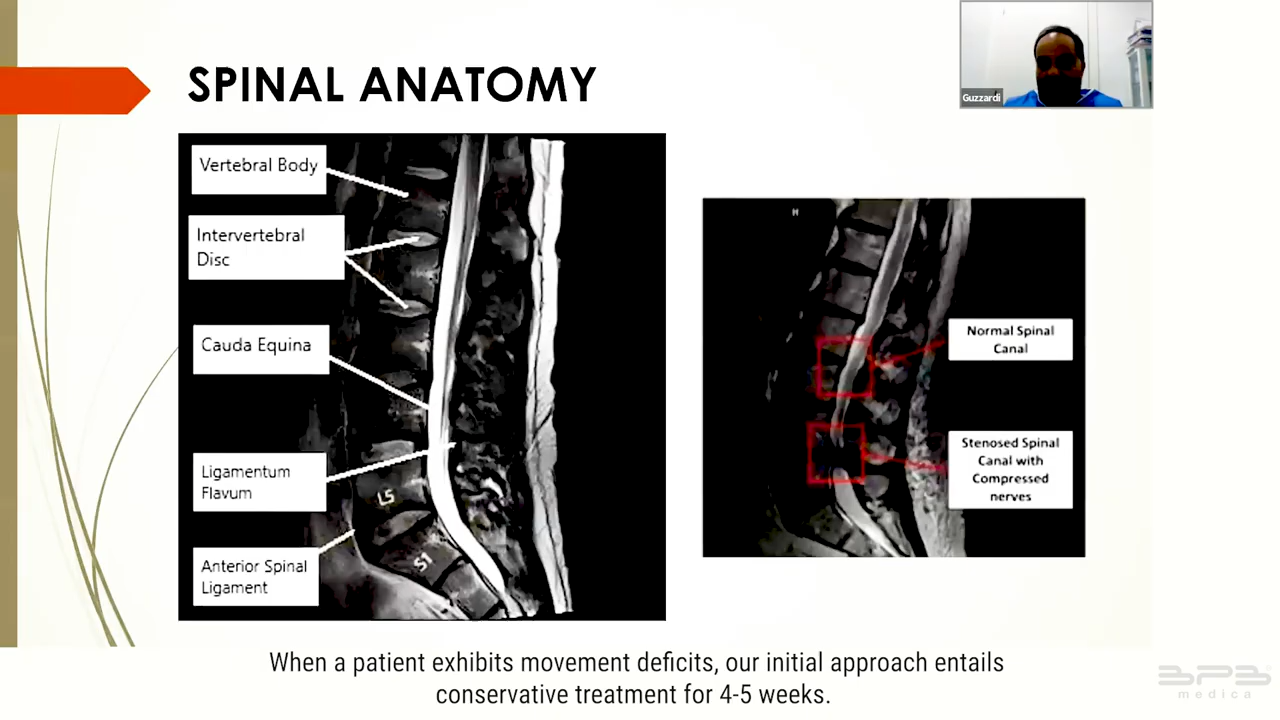 SPINAL ANATOMY
Guzzardi
Vertebral Body
Intervertebral
Disc
Cauda Equina
Ligamentum
Flavum
Anterior Spinal
Ligament
L5
S1
H
Normal Spinal
Canal
Stenosed Spinal
Canal with
Compressed
nerves
When a patient exhibits movement deficits, our initial approach entails
conservative treatment for 4-5 weeks.
BPB
medica